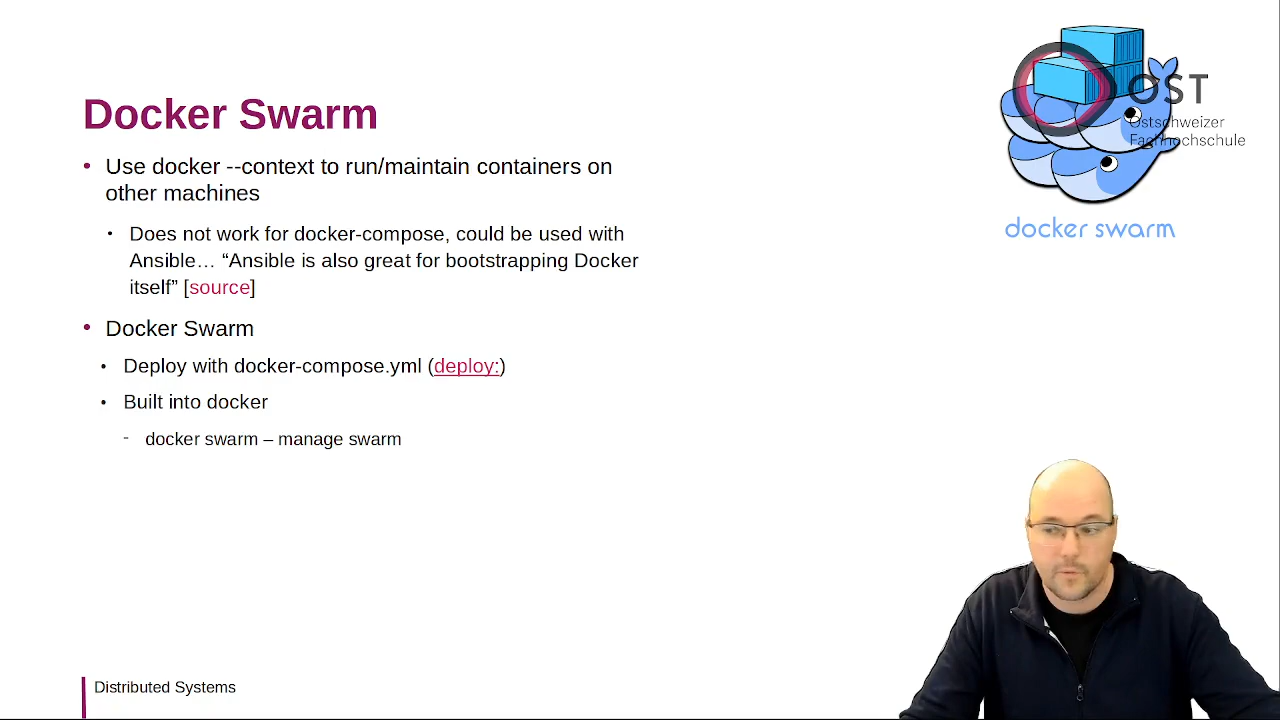 Docker Swarm
• Use docker --context to run/maintain containers on
other machines
• Does not work for docker-compose, could be used with
Ansible… “Ansible is also great for bootstrapping Docker
itself” [source]
• Docker Swarm
• Deploy with docker-compose.yml (deploy:)
• Built into docker
- docker swarm – manage swarm
OST
Ostschweizer
Fachhochschule
docker swarm
Distributed Systems